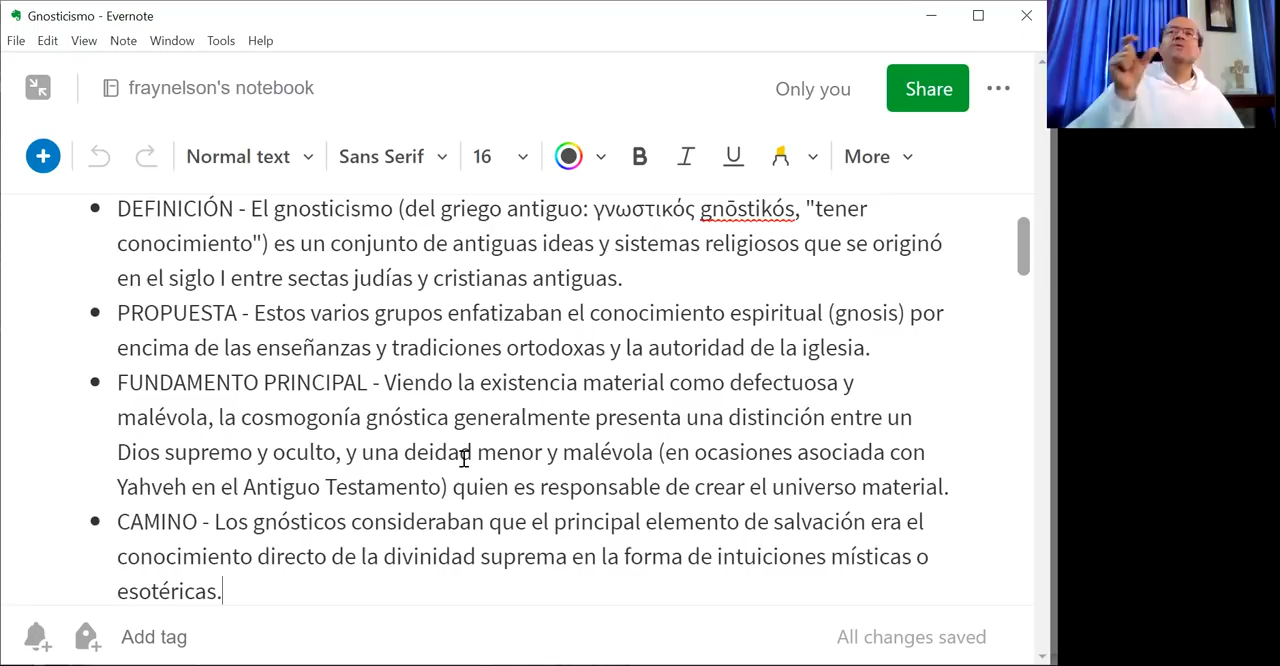 Gnosticismo - Evernote
File Edit View Note Window Tools Help
fraynelson's notebook Only you Share
Normal text Sans Serif 16 B I U More
DEFINICIÓN - El gnosticismo (del griego antiguo: γνωστικός gnōstikós, "tener
conocimiento") es un conjunto de antiguas ideas y sistemas religiosos que se originó
en el siglo I entre sectas judías y cristianas antiguas.
PROPUESTA - Estos varios grupos enfatizaban el conocimiento espiritual (gnosis) por
encima de las enseñanzas y tradiciones ortodoxas y la autoridad de la iglesia.
FUNDAMENTO PRINCIPAL - Viendo la existencia material como defectuosa y
malévola, la cosmogonía gnóstica generalmente presenta una distinción entre un
Dios supremo y oculto, y una deidad menor y malévola (en ocasiones asociada con
Yahveh en el Antiguo Testamento) quien es responsable de crear el universo material.
CAMINO - Los gnósticos consideraban que el principal elemento de salvación era el
conocimiento directo de la divinidad suprema en la forma de intuiciones místicas o
esotéricas.
Add tag All changes saved